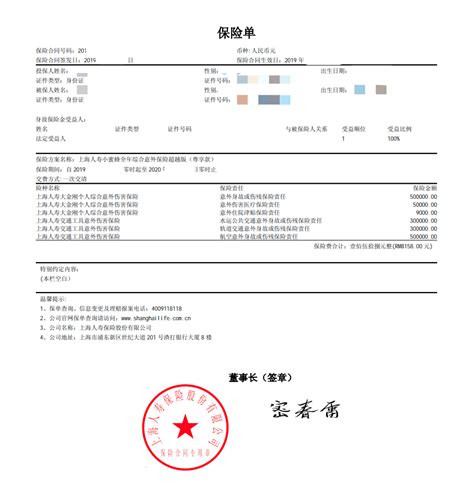 保险单
保险合同号码: 201 币种: 人民币元
保险合同签发日: 2019 日 保险合同生效日: 2019 年
投保人姓名: 性别: 出生日期:
证件类型: 身份证 证件号码:
被保人姓名: 性别: 出生日期:
证件类型: 身份证 证件号码:
身故保险金受益人:
姓名 证件类型 证件号码 与被保险人关系 受益顺位 受益比例
法定受益人 1 100%
保险方案名称: 上海人寿小蜜蜂全年综合意外保险超越版（尊享款）
保险期间: 自 2019 零时起至 2020 零时止
交费方式: 一次交清
险种名称 保险责任 保险金额
上海人寿大金刚个人综合意外伤害保险 意外身故或伤残保险责任 500000.00
上海人寿大金刚个人综合意外伤害保险 意外伤害医疗保险责任 50000.00
上海人寿大金刚个人综合意外伤害保险 意外住院津贴保险责任 9000.00
上海人寿交通工具意外伤害保险 水运公共交通意外身故或伤残保险责任 500000.00
上海人寿交通工具意外伤害保险 轨道交通意外身故或伤残保险责任 500000.00
上海人寿交通工具意外伤害保险 航空意外身故或伤残保险责任 500000.00
保险费合计: 壹佰伍拾捌元整(RMB158.00 元)
特别约定内容:
(本栏空白)
温馨提示:
1、保单查询、信息变更及理赔报案电话: 4009118118
2、公司官网保单查询请访问: www.shanghailife.com.cn
3、公司名称: 上海人寿保险股份有限公司
4、公司地址: 上海市浦东新区世纪大道 201 号渣打银行大厦 8 楼
董事长（签章）
密春雷
上海人寿保险股份有限公司
保险合同专用章